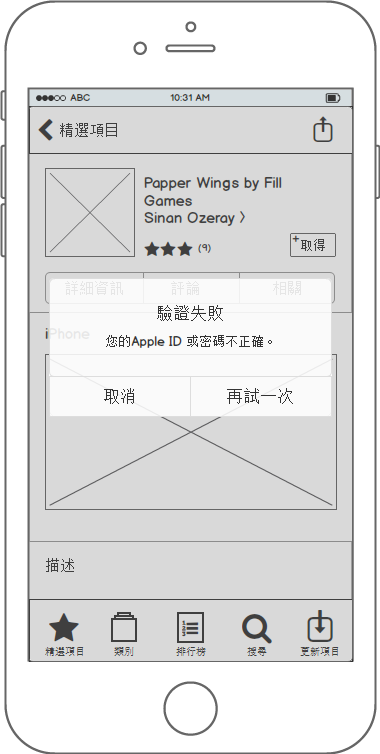 ABC
10:31 AM
精選項目
Papper Wings by Fill
Games
Sinan Ozeray
(9)
+取得
詳細資訊
評論
相關
iPhone
驗證失敗
您的Apple ID 或密碼不正確。
取消
再試一次
描述
精選項目
類別
排行榜
搜尋
更新項目